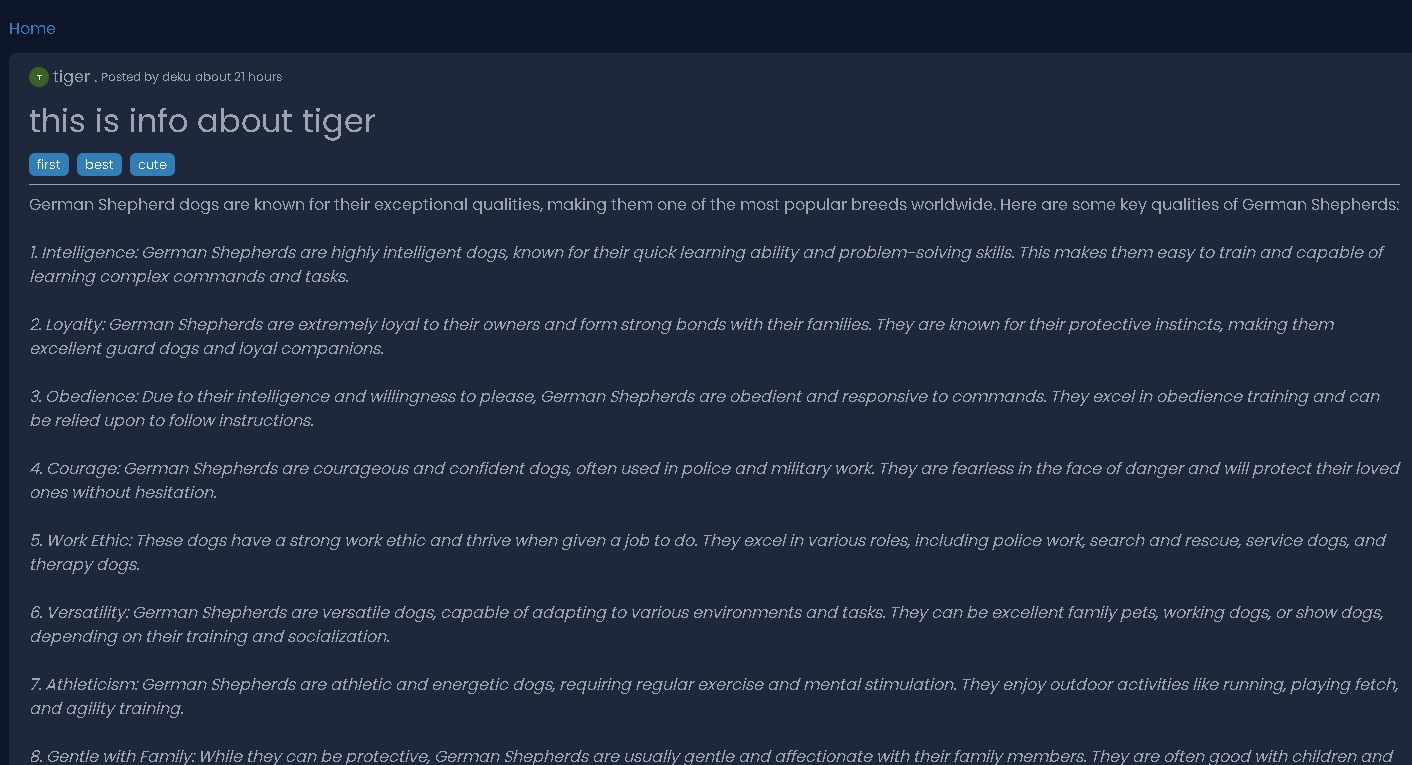 Home
T tiger . Posted by deku about 21 hours
this is info about tiger
first best cute
German Shepherd dogs are known for their exceptional qualities, making them one of the most popular breeds worldwide. Here are some key qualities of German Shepherds:
1. Intelligence: German Shepherds are highly intelligent dogs, known for their quick learning ability and problem-solving skills. This makes them easy to train and capable of
learning complex commands and tasks.
2. Loyalty: German Shepherds are extremely loyal to their owners and form strong bonds with their families. They are known for their protective instincts, making them
excellent guard dogs and loyal companions.
3. Obedience: Due to their intelligence and willingness to please, German Shepherds are obedient and responsive to commands. They excel in obedience training and can
be relied upon to follow instructions.
4. Courage: German Shepherds are courageous and confident dogs, often used in police and military work. They are fearless in the face of danger and will protect their loved
ones without hesitation.
5. Work Ethic: These dogs have a strong work ethic and thrive when given a job to do. They excel in various roles, including police work, search and rescue, service dogs, and
therapy dogs.
6. Versatility: German Shepherds are versatile dogs, capable of adapting to various environments and tasks. They can be excellent family pets, working dogs, or show dogs,
depending on their training and socialization.
7. Athleticism: German Shepherds are athletic and energetic dogs, requiring regular exercise and mental stimulation. They enjoy outdoor activities like running, playing fetch,
and agility training.
8. Gentle with Family: While they can be protective, German Shepherds are usually gentle and affectionate with their family members. They are often good with children and